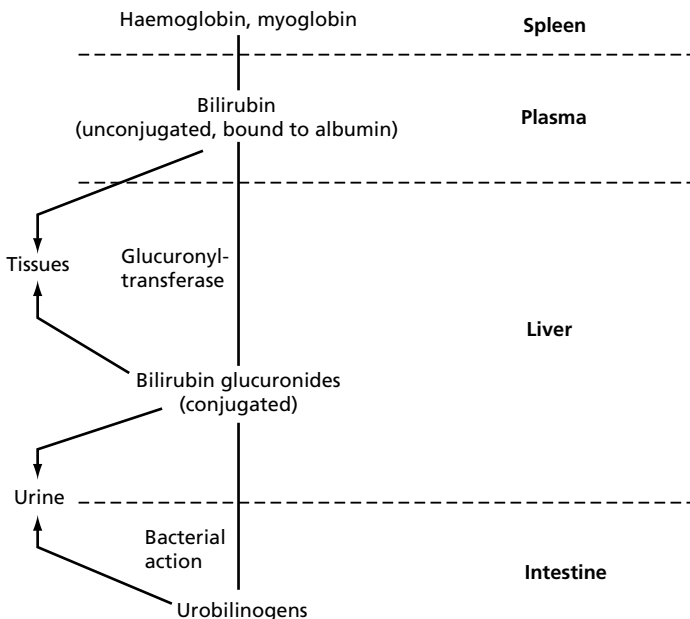 Haemoglobin, myoglobin
Spleen
Bilirubin
(unconjugated, bound to albumin)
Plasma
Glucuronyl-
transferase
Tissues
Liver
Bilirubin glucuronides
(conjugated)
Urine
Bacterial
action
Intestine
Urobilinogens